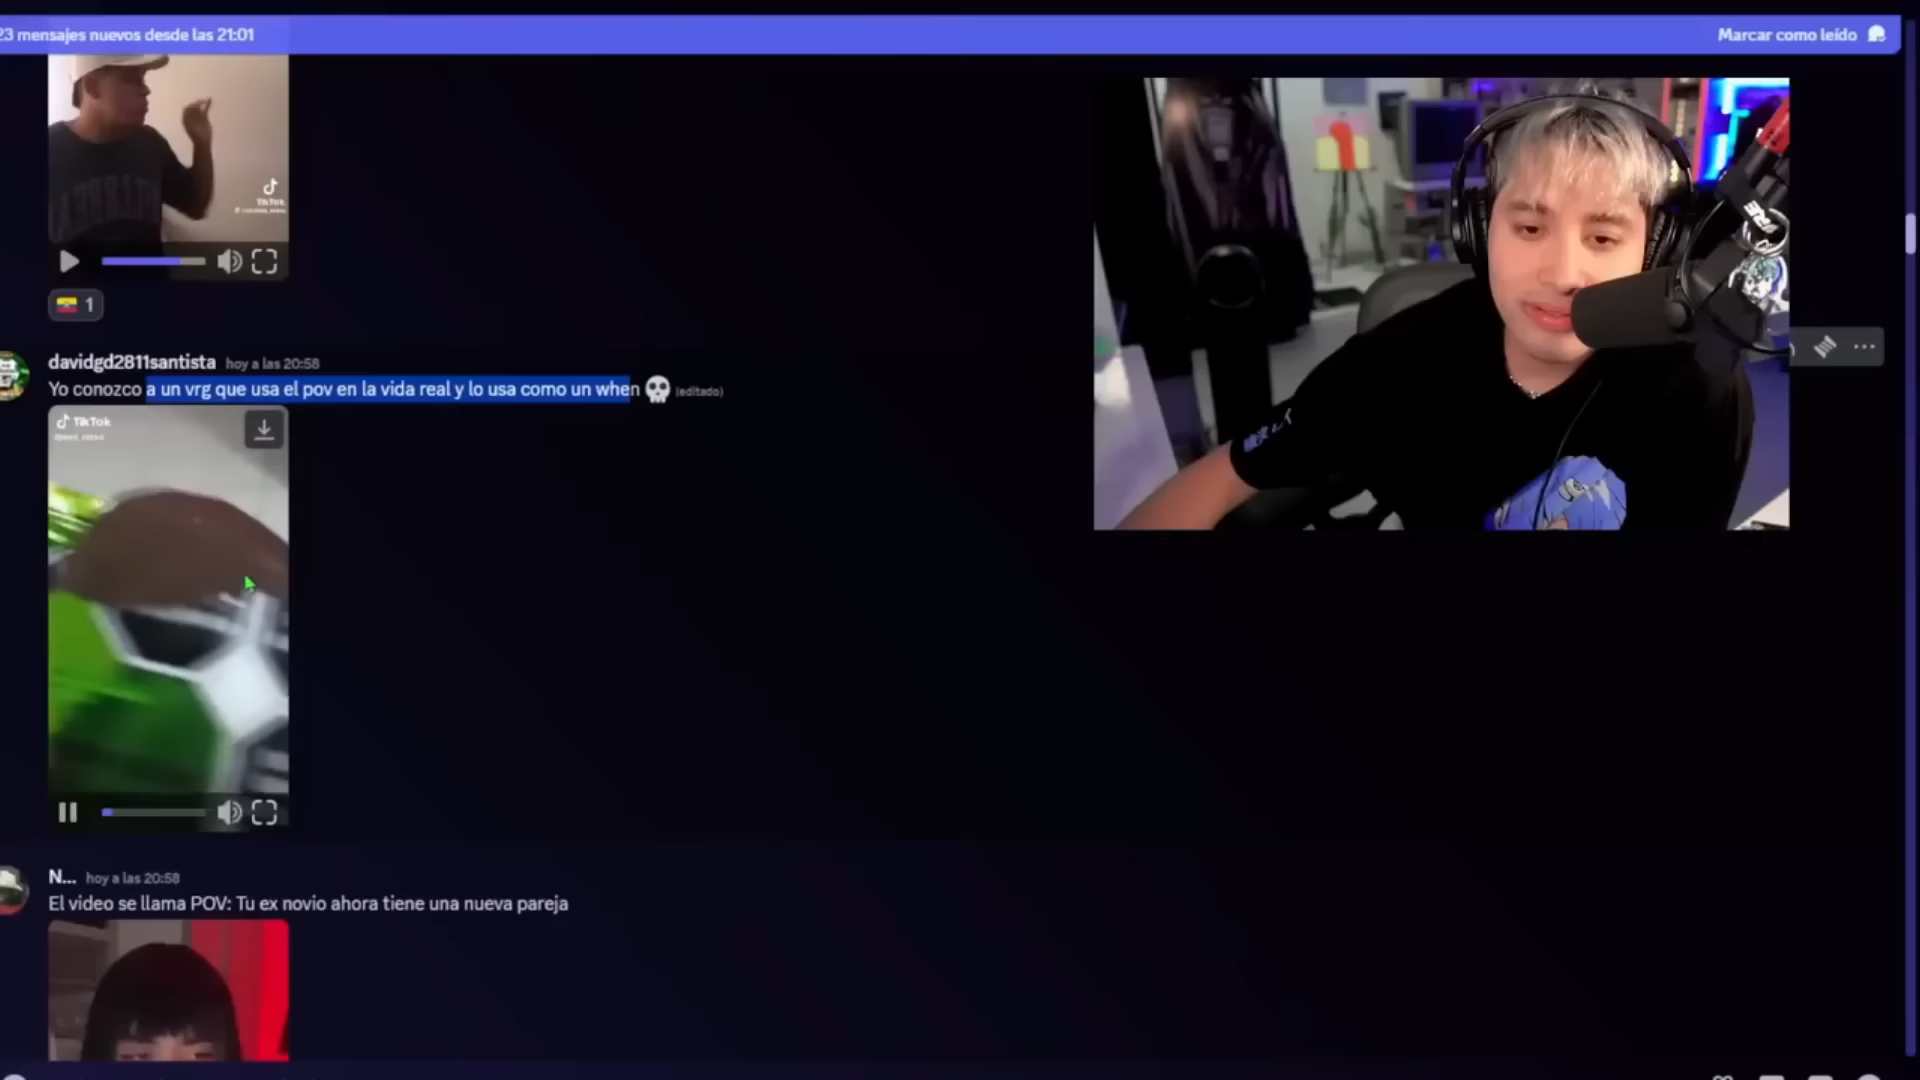 23 mensajes nuevos desde las 21:01
Marcar como leído
TikTok
1
davidgd2811santista hoy a las 20:58
Yo conozco a un vrg que usa el pov en la vida real y lo usa como un when 💀 (editado)
TikTok
N... hoy a las 20:58
El video se llama POV: Tu ex novio ahora tiene una nueva pareja